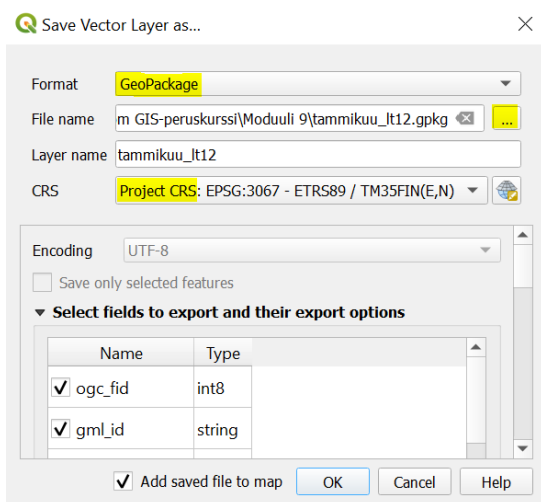 Save Vector Layer as...
Format GeoPackage
File name m GIS-peruskurssi\Moduuli 9\tammikuu_lt12.gpkg ...
Layer name tammikuu_lt12
CRS Project CRS: EPSG:3067 - ETRS89 / TM35FIN(E,N)
Encoding UTF-8
Save only selected features
Select fields to export and their export options
Name Type
ogc_fid int8
gml_id string
Add saved file to map OK Cancel Help